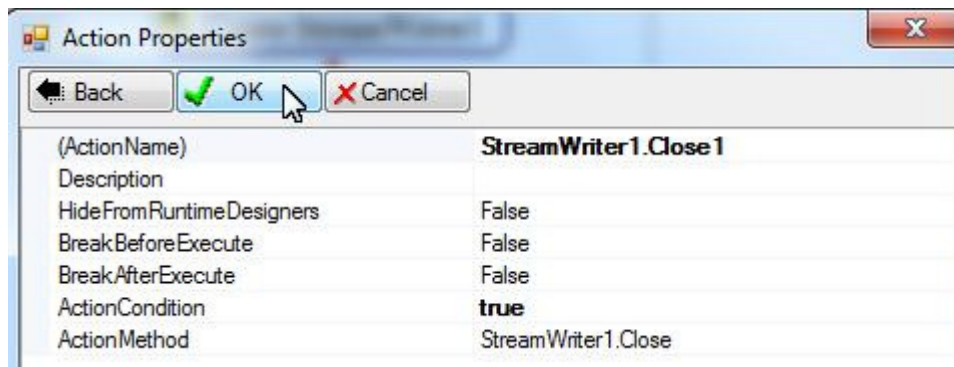 Action Properties
Back OK Cancel
(ActionName) StreamWriter1.Close1
Description
HideFromRuntimeDesigners False
BreakBeforeExecute False
BreakAfterExecute False
ActionCondition true
ActionMethod StreamWriter1.Close